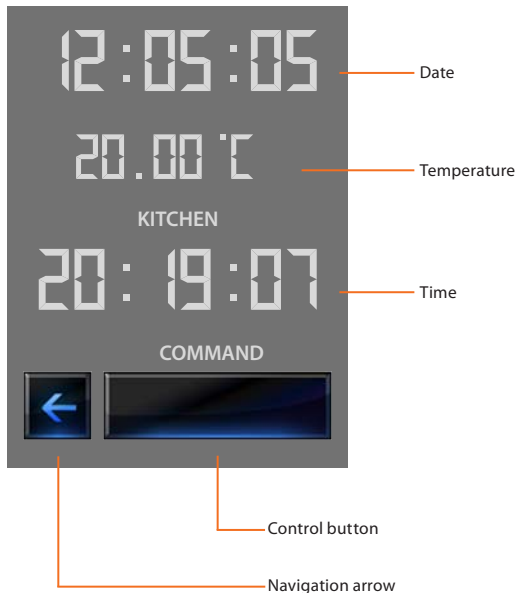 12:05:05
Date
20.00 °C
Temperature
KITCHEN
20:19:07
Time
COMMAND
Control button
Navigation arrow